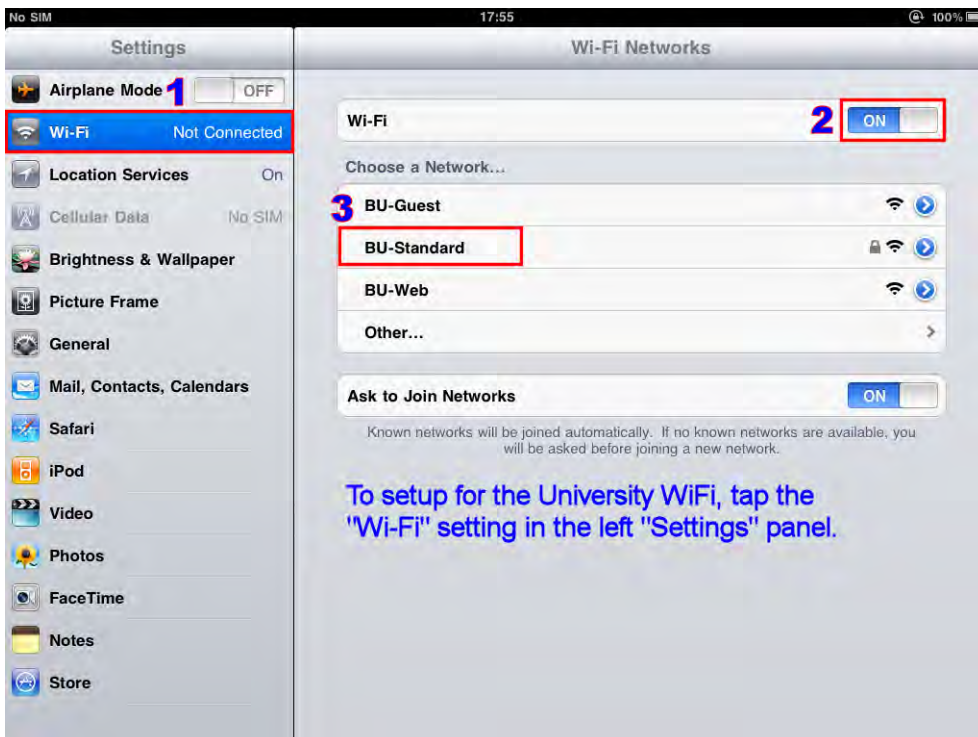 No SIM 17:55 100%
Settings
Wi-Fi Networks
Airplane Mode 1 OFF
Wi-Fi Not Connected
Location Services On
Cellular Data No SIM
Brightness & Wallpaper
Picture Frame
General
Mail, Contacts, Calendars
Safari
iPod
Video
Photos
FaceTime
Notes
Store
Wi-Fi 2 ON
Choose a Network...
3 BU-Guest
BU-Standard
BU-Web
Other...
Ask to Join Networks ON
Known networks will be joined automatically. If no known networks are available, you
will be asked before joining a new network.
To setup for the University WiFi, tap the
"Wi-Fi" setting in the left "Settings" panel.